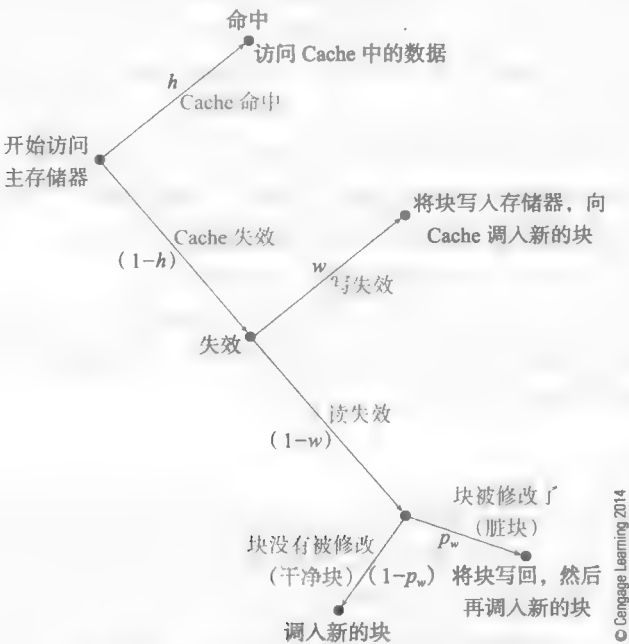 命中
访问 Cache 中的数据
h
Cache 命中
开始访问
主存储器
将块写入存储器，向
Cache 调入新的块
Cache 失效
(1-h)
w
写失效
失效
读失效
(1-w)
块被修改了
(脏块)
p_w
块没有被修改
(干净块)
(1-p_w)
将块写回，然后
再调入新的块
调入新的块
© Cengage Learning 2014